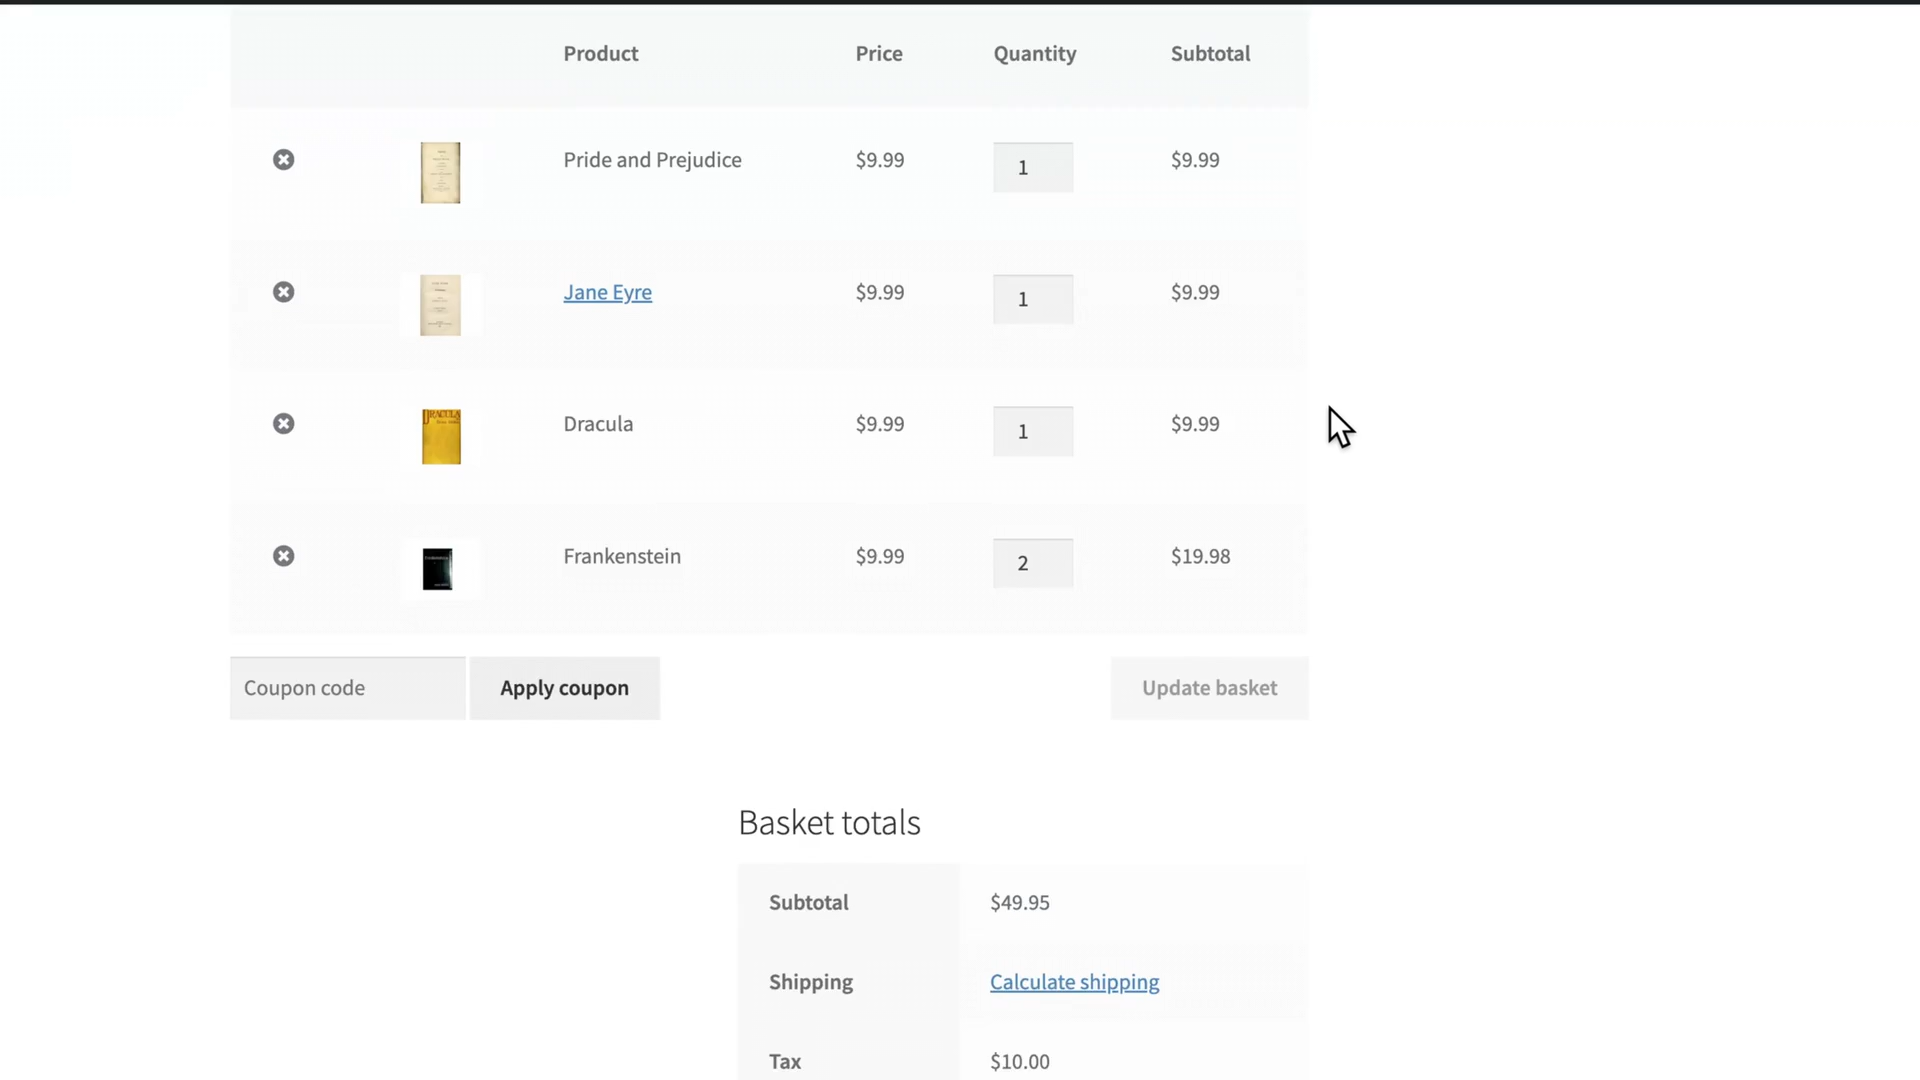 Product Price Quantity Subtotal
Pride and Prejudice $9.99 1 $9.99
Jane Eyre $9.99 1 $9.99
DRACULA
Dracula $9.99 1 $9.99
Frankenstein $9.99 2 $19.98
Coupon code Apply coupon Update basket
Basket totals
Subtotal $49.95
Shipping Calculate shipping
Tax $10.00